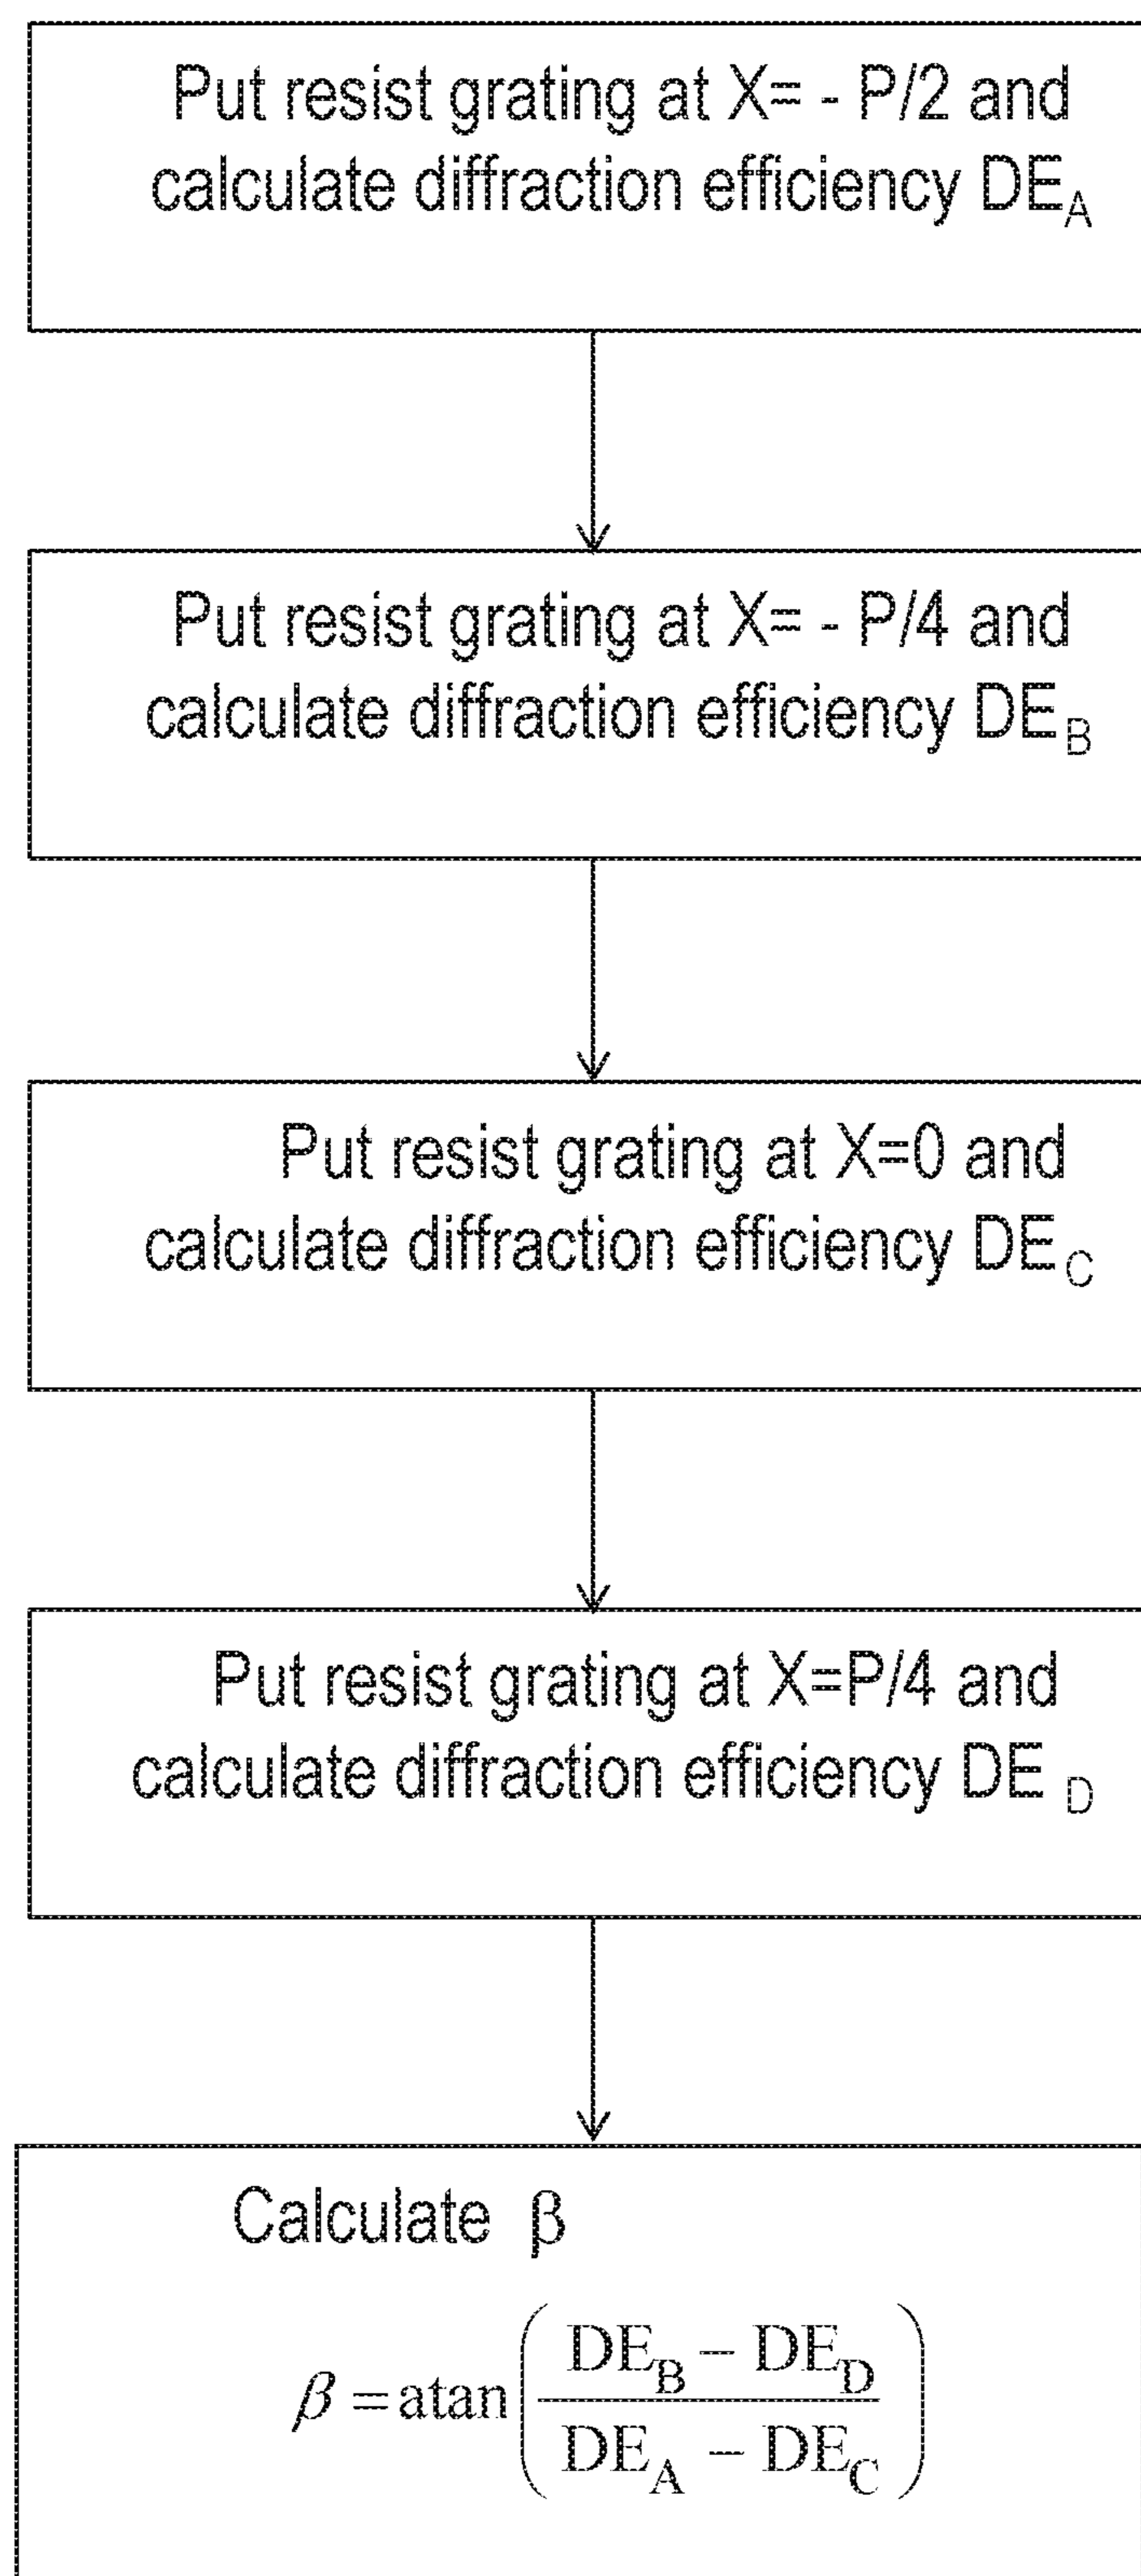 Put resist grating at X= - P/2 and
calculate diffraction efficiency DE_A
Put resist grating at X= - P/4 and
calculate diffraction efficiency DE_B
Put resist grating at X=0 and
calculate diffraction efficiency DE_C
Put resist grating at X=P/4 and
calculate diffraction efficiency DE_D
Calculate β
β = atan( (DE_B − DE_D) / (DE_A − DE_C) )